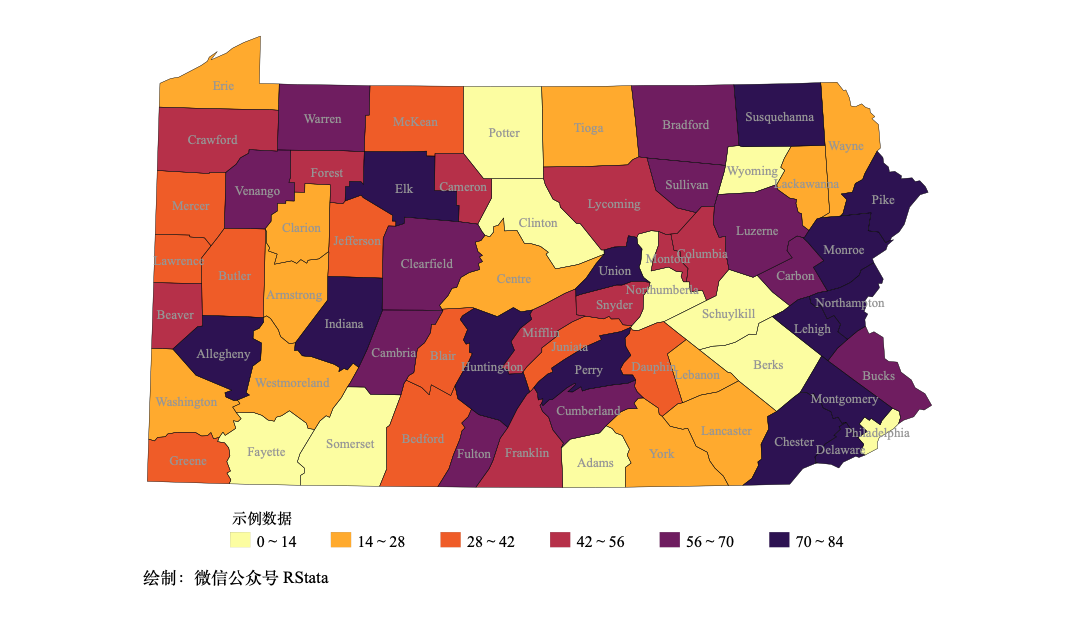 Erie
Warren
McKean
Potter
Tioga
Bradford
Susquehanna
Wayne
Crawford
Forest
Venango
Elk
Cameron
Sullivan
Wyoming
Lackawanna
Pike
Mercer
Clarion
Jefferson
Clinton
Lycoming
Luzerne
Monroe
Lawrence
Butler
Clearfield
Centre
Union
Montour
Columbia
Carbon
Armstrong
Northumberla
Northampton
Beaver
Indiana
Snyder
Schuylkill
Lehigh
Allegheny
Cambria
Blair
Huntingdon
Mifflin
Juniata
Perry
Dauphin
Lebanon
Berks
Bucks
Washington
Westmoreland
Cumberland
Montgomery
Greene
Fayette
Somerset
Bedford
Fulton
Franklin
Adams
York
Lancaster
Chester
Delaware
Philadelphia
示例数据
0 ~ 14
14 ~ 28
28 ~ 42
42 ~ 56
56 ~ 70
70 ~ 84
绘制：微信公众号 RStata